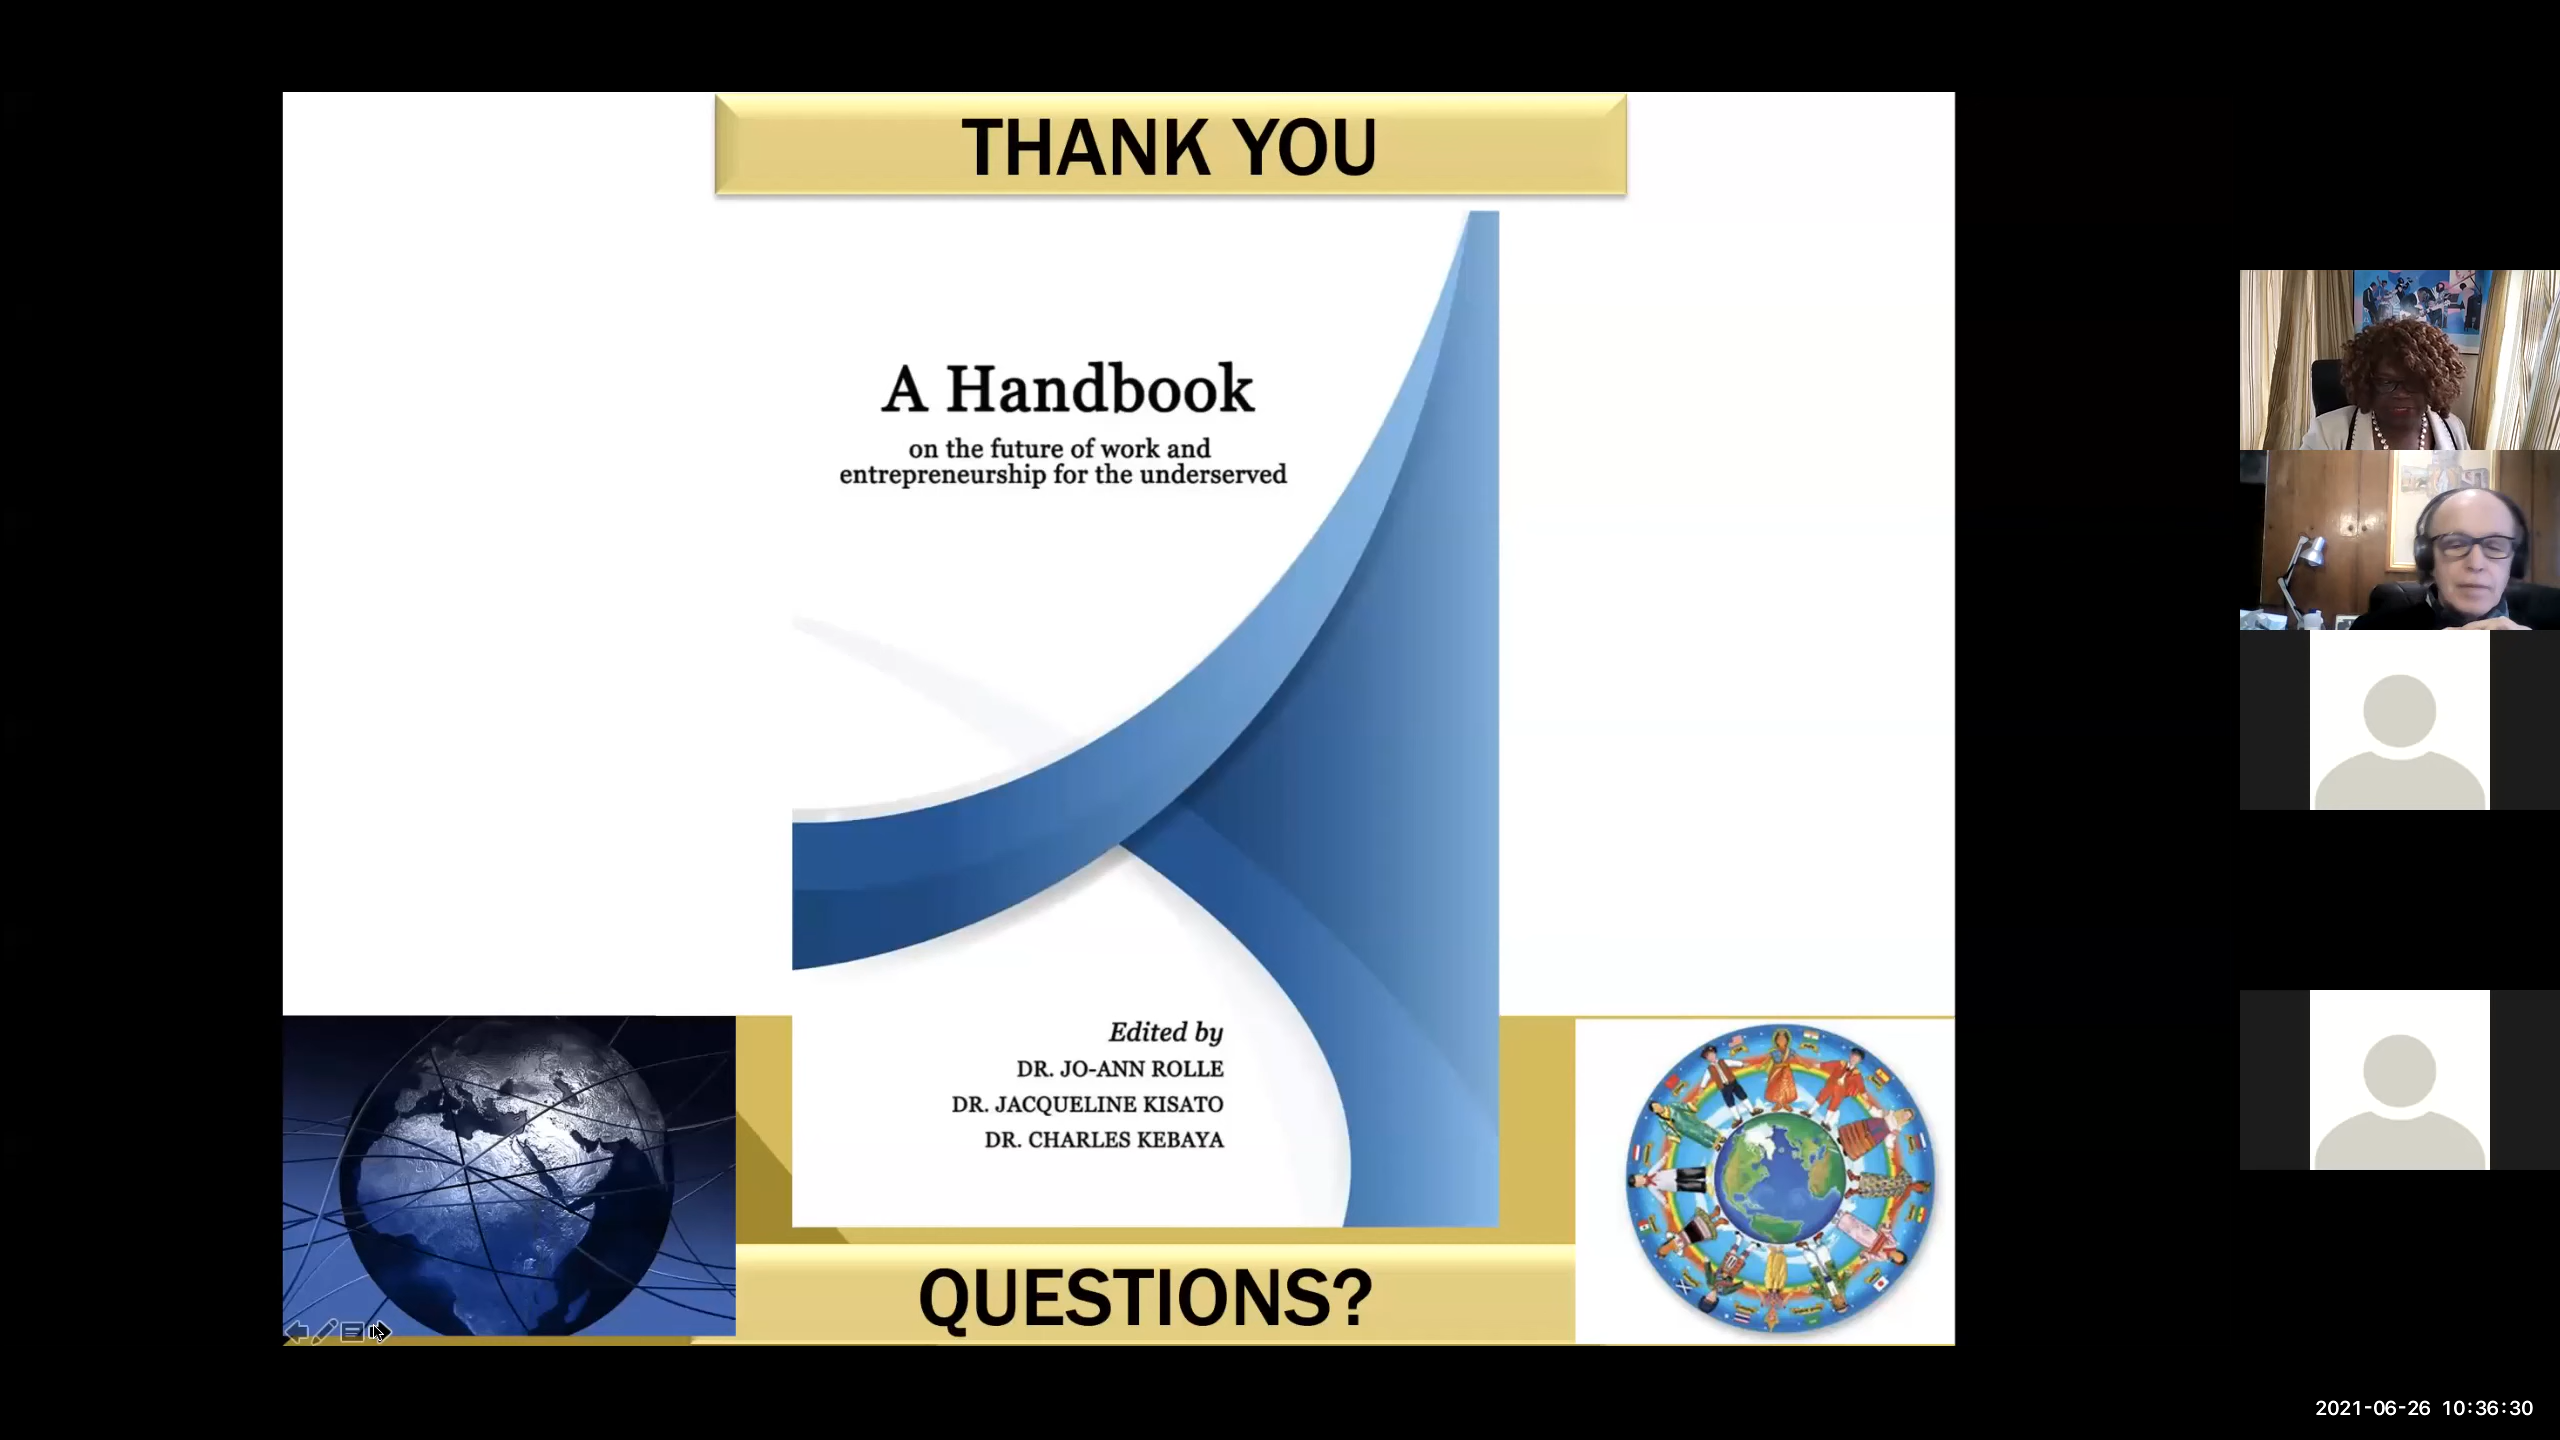 THANK YOU
A Handbook
on the future of work and
entrepreneurship for the underserved
Edited by
DR. JO-ANN ROLLE
DR. JACQUELINE KISATO
DR. CHARLES KEBAYA
QUESTIONS?
2021-06-26 10:36:30